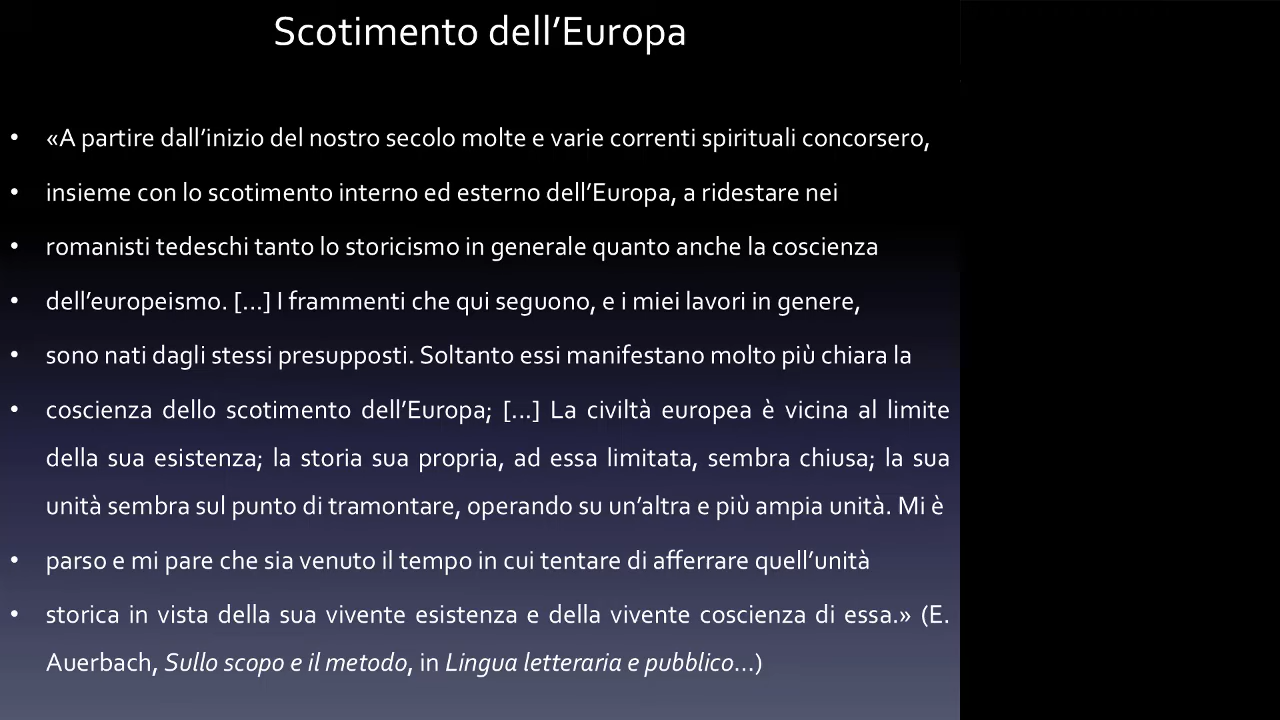 Scotimento dell’Europa
• «A partire dall’inizio del nostro secolo molte e varie correnti spirituali concorsero,
• insieme con lo scotimento interno ed esterno dell’Europa, a ridestare nei
• romanisti tedeschi tanto lo storicismo in generale quanto anche la coscienza
• dell’europeismo. […] I frammenti che qui seguono, e i miei lavori in genere,
• sono nati dagli stessi presupposti. Soltanto essi manifestano molto più chiara la
• coscienza dello scotimento dell’Europa; […] La civiltà europea è vicina al limite
della sua esistenza; la storia sua propria, ad essa limitata, sembra chiusa; la sua
unità sembra sul punto di tramontare, operando su un’altra e più ampia unità. Mi è
• parso e mi pare che sia venuto il tempo in cui tentare di afferrare quell’unità
• storica in vista della sua vivente esistenza e della vivente coscienza di essa.» (E.
Auerbach, Sullo scopo e il metodo, in Lingua letteraria e pubblico…)